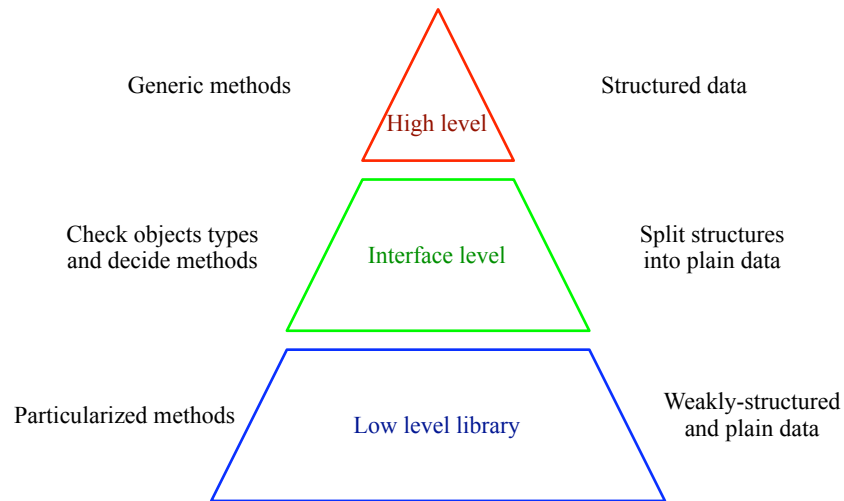 Generic methods
Structured data
High level
Check objects types
and decide methods
Interface level
Split structures
into plain data
Particularized methods
Low level library
Weakly-structured
and plain data